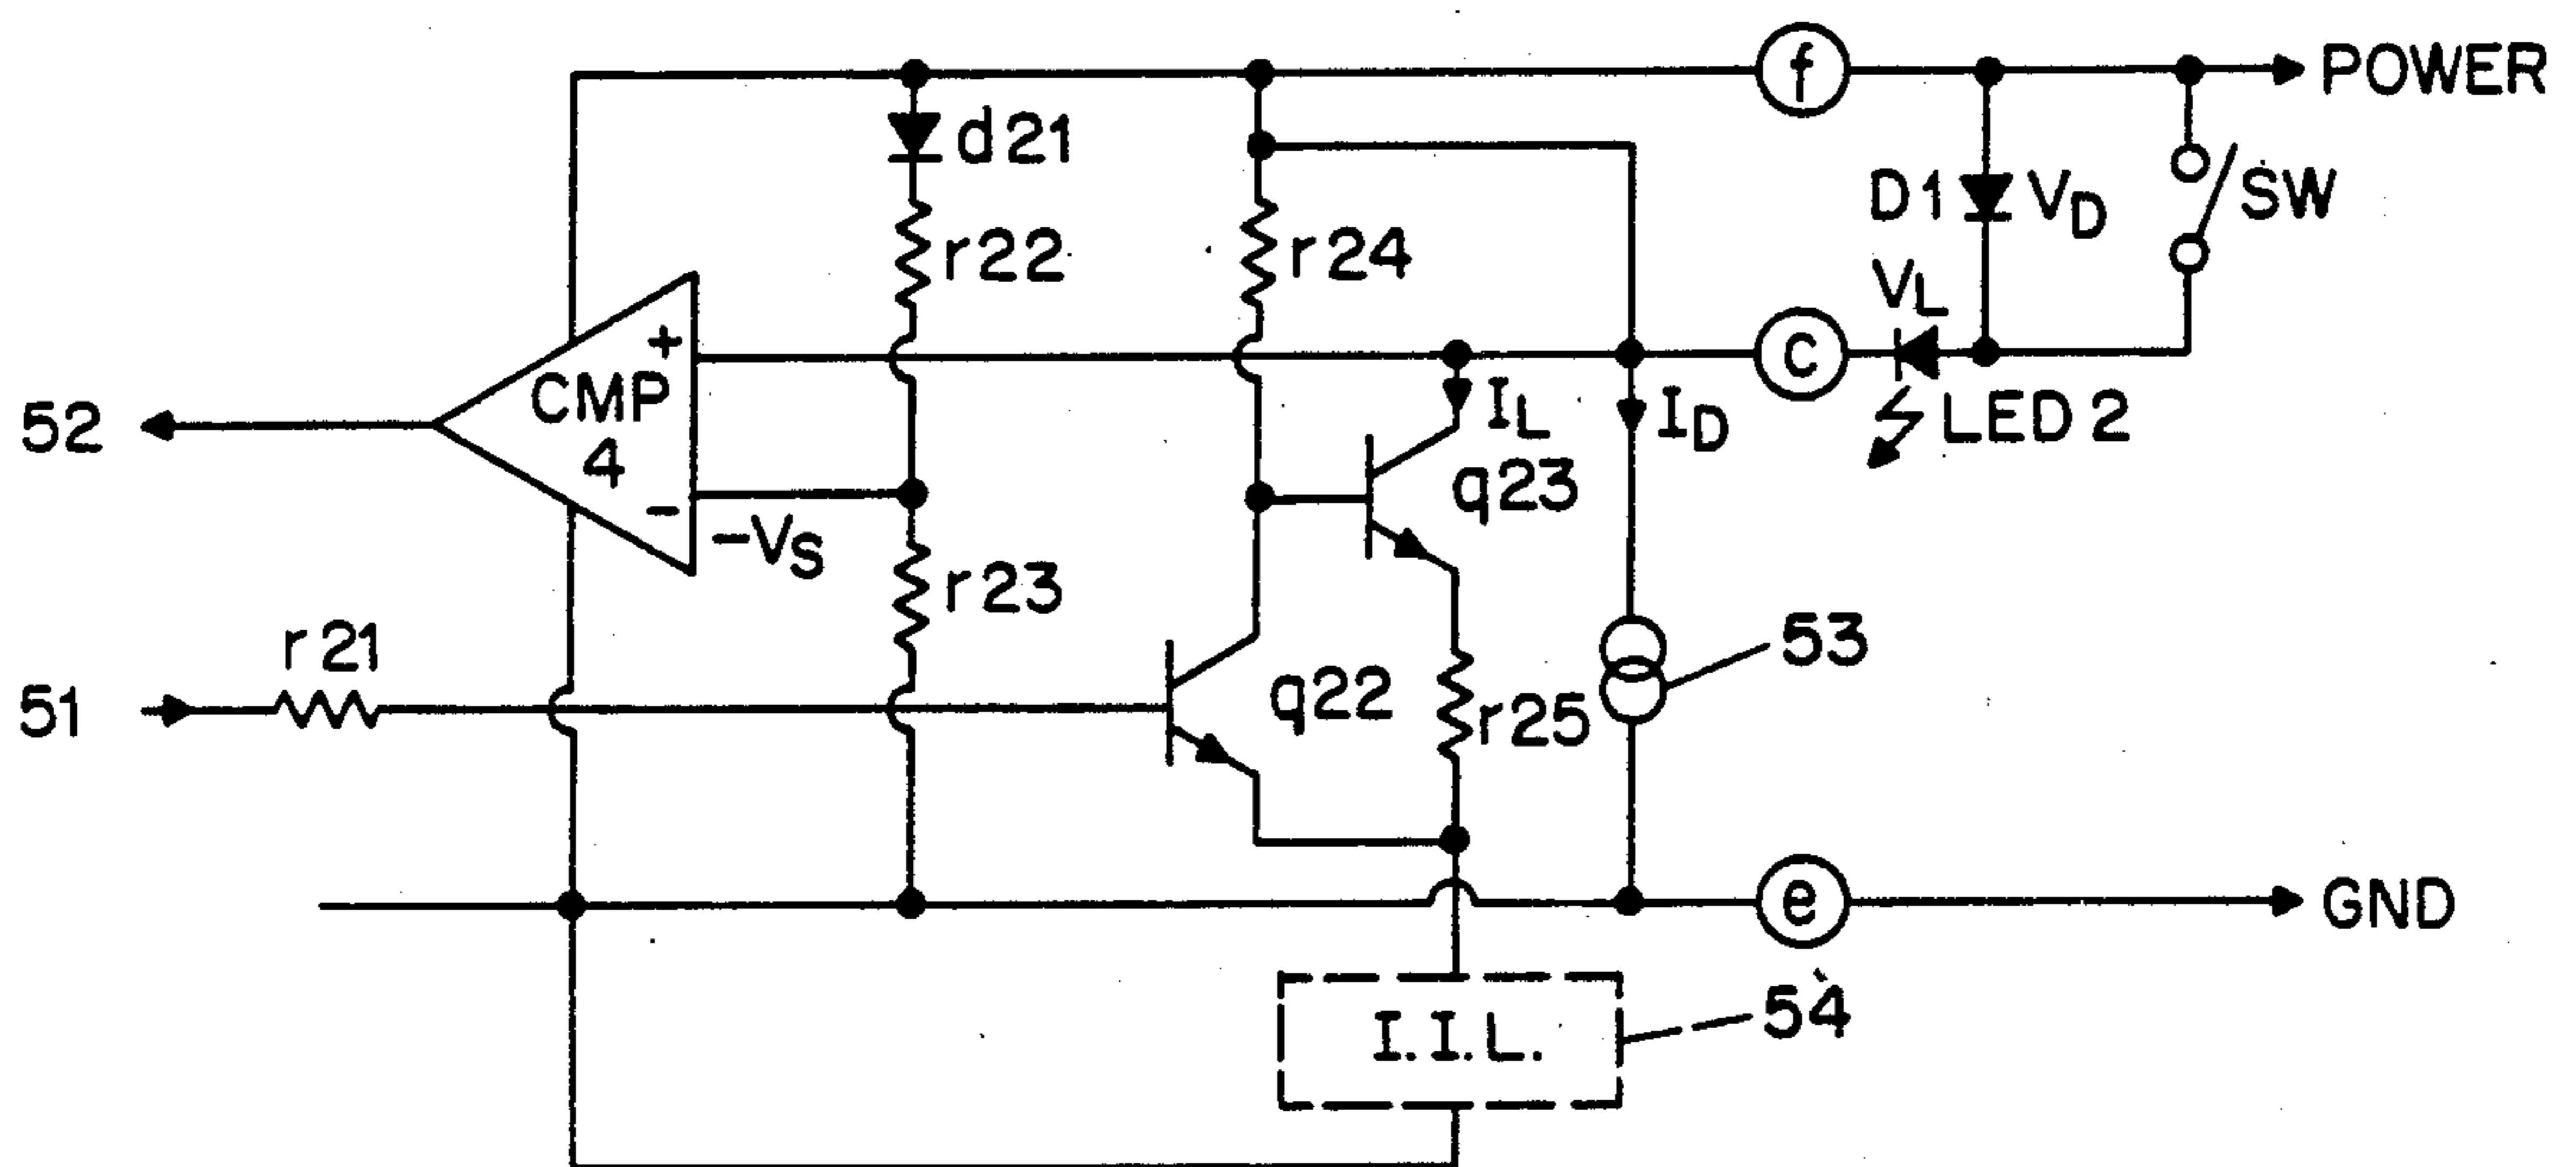 f
POWER
d21
D1
VD
SW
r22
r24
VL
+
CMP
4
-
c
IL
ID
LED 2
52
q23
-VS
r23
53
r21
51
q22
r25
e
GND
I.I.L.
54